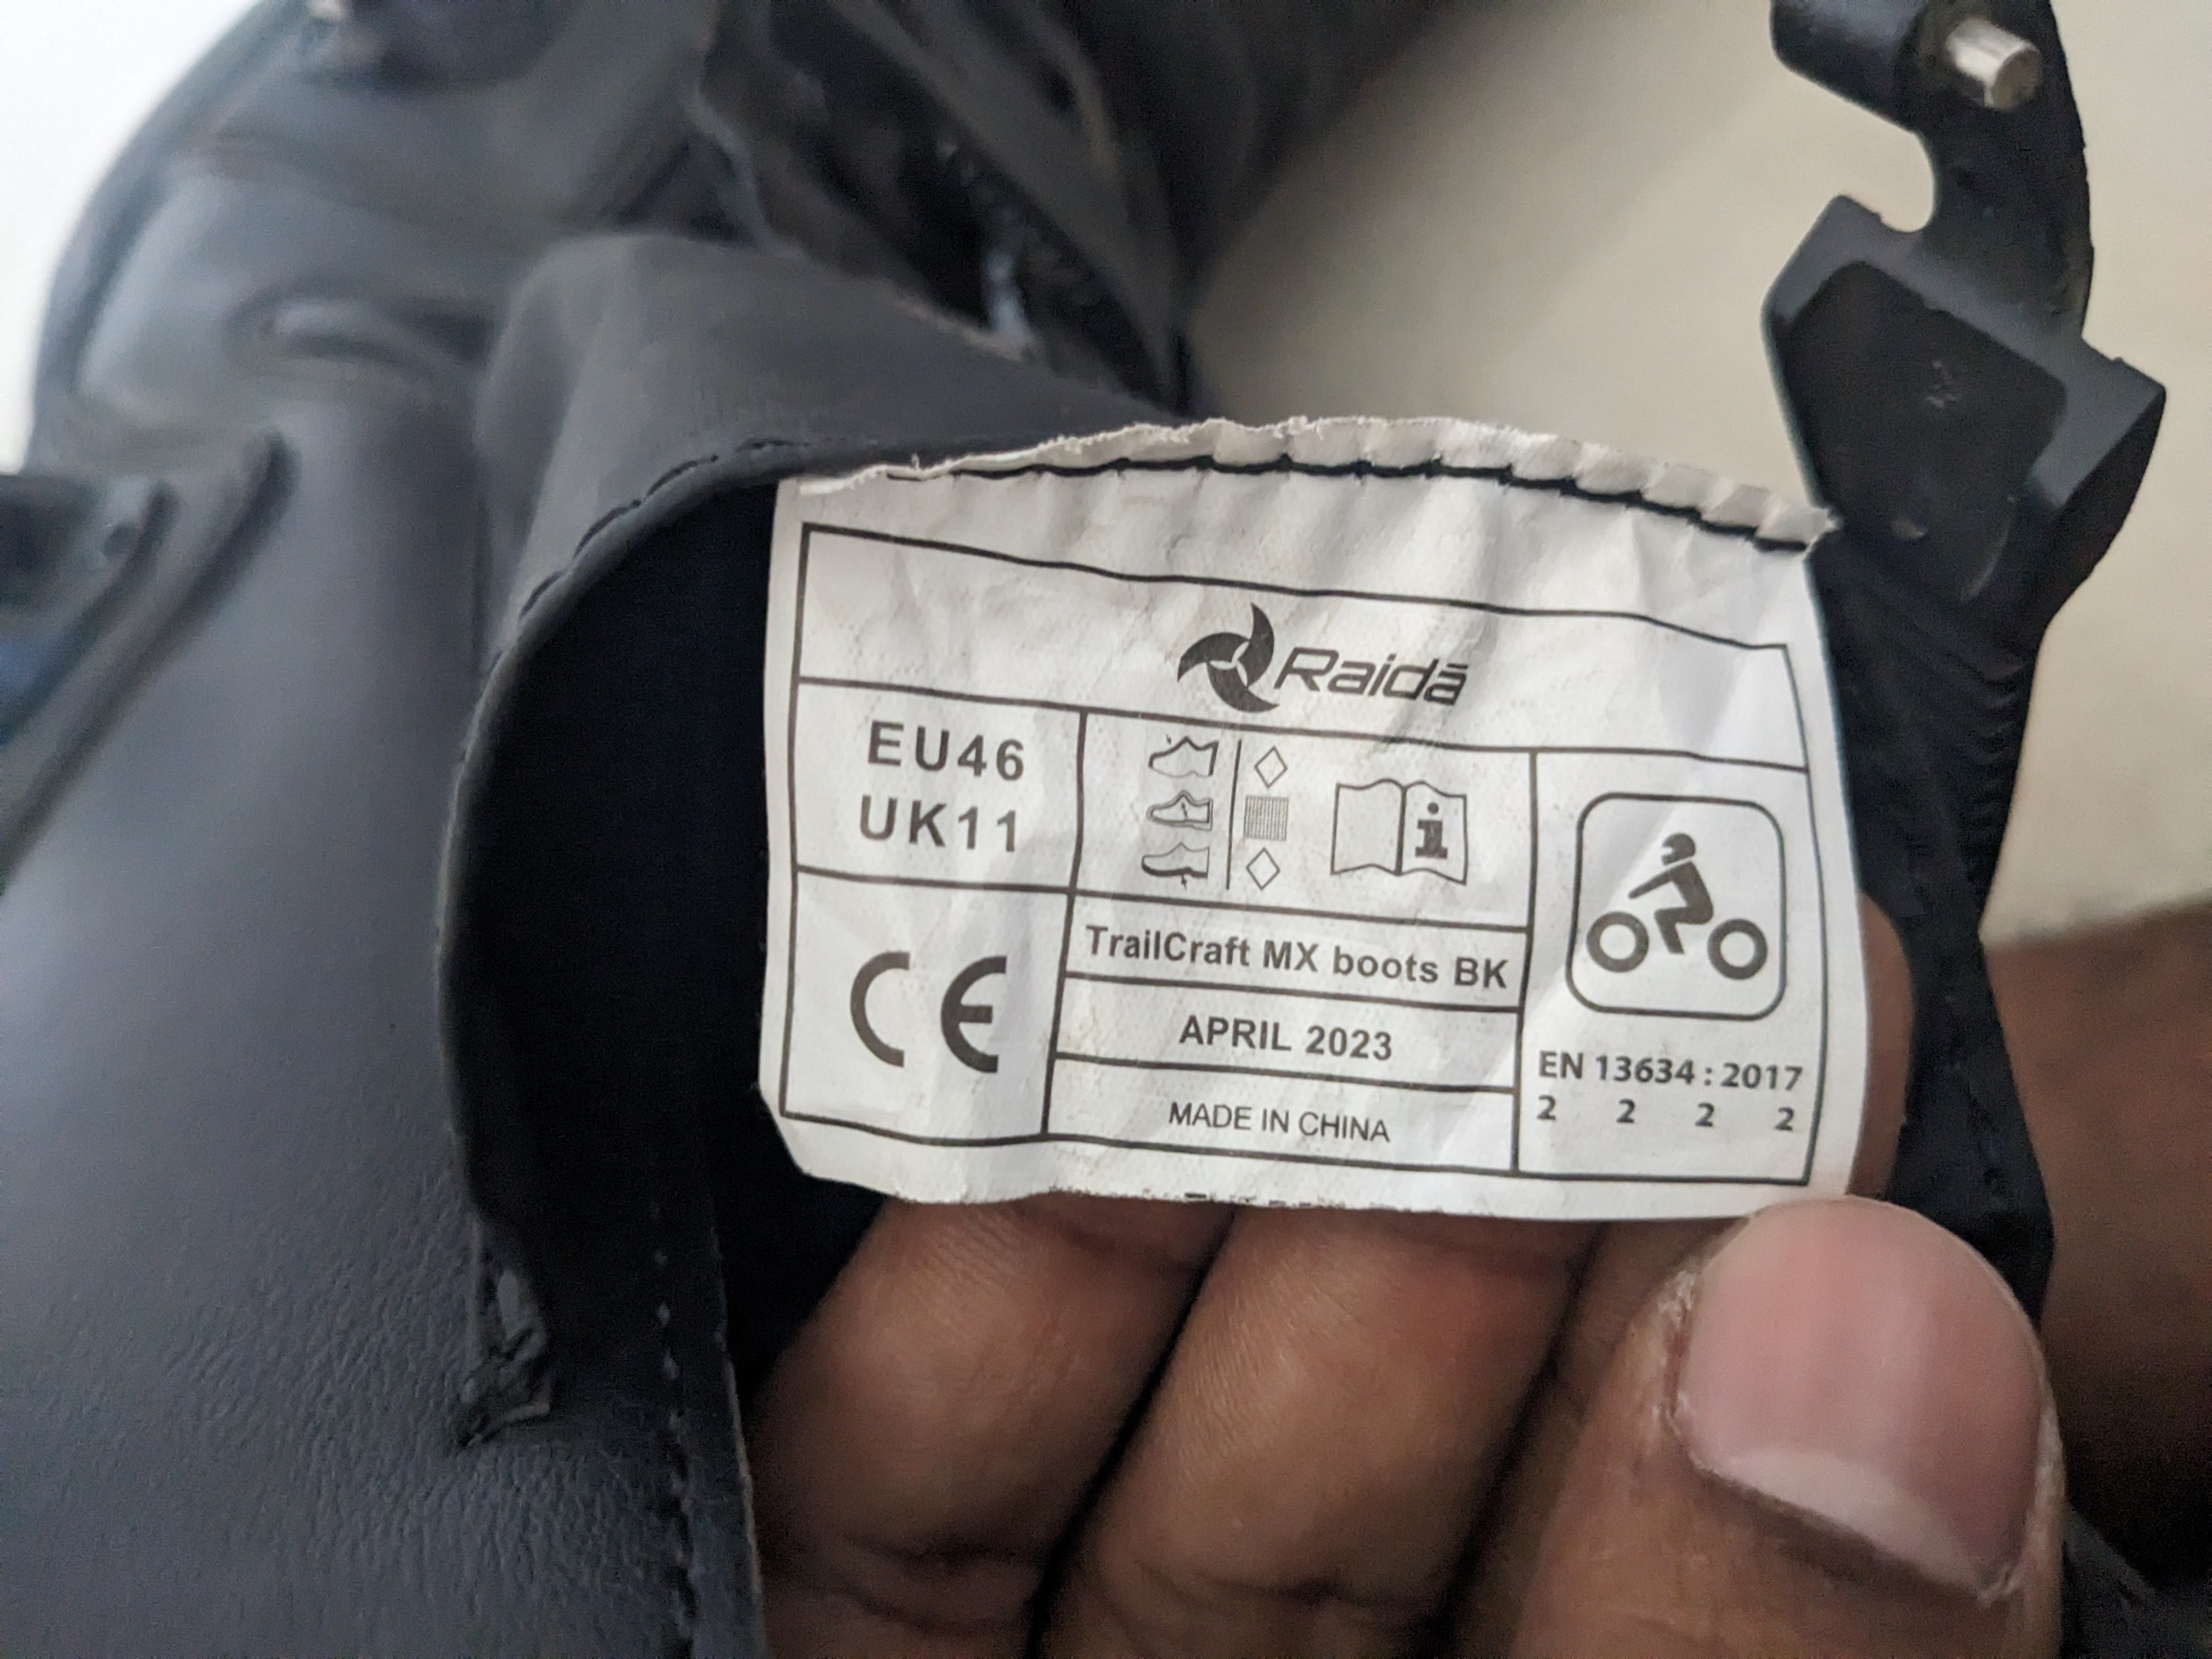 Raidā
EU46
UK11
i
CE
TrailCraft MX boots BK
APRIL 2023
MADE IN CHINA
EN 13634 : 2017
2 2 2 2